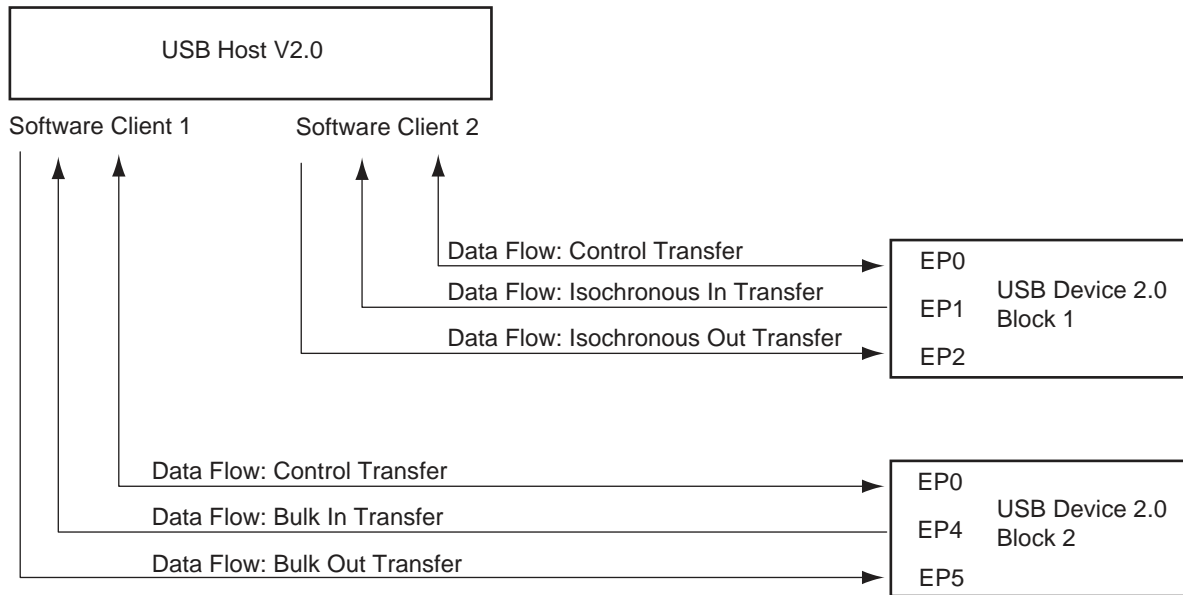 USB Host V2.0
Software Client 1
Software Client 2
Data Flow: Control Transfer
Data Flow: Isochronous In Transfer
Data Flow: Isochronous Out Transfer
EP0
EP1
EP2
USB Device 2.0
Block 1
Data Flow: Control Transfer
Data Flow: Bulk In Transfer
Data Flow: Bulk Out Transfer
EP0
EP4
EP5
USB Device 2.0
Block 2